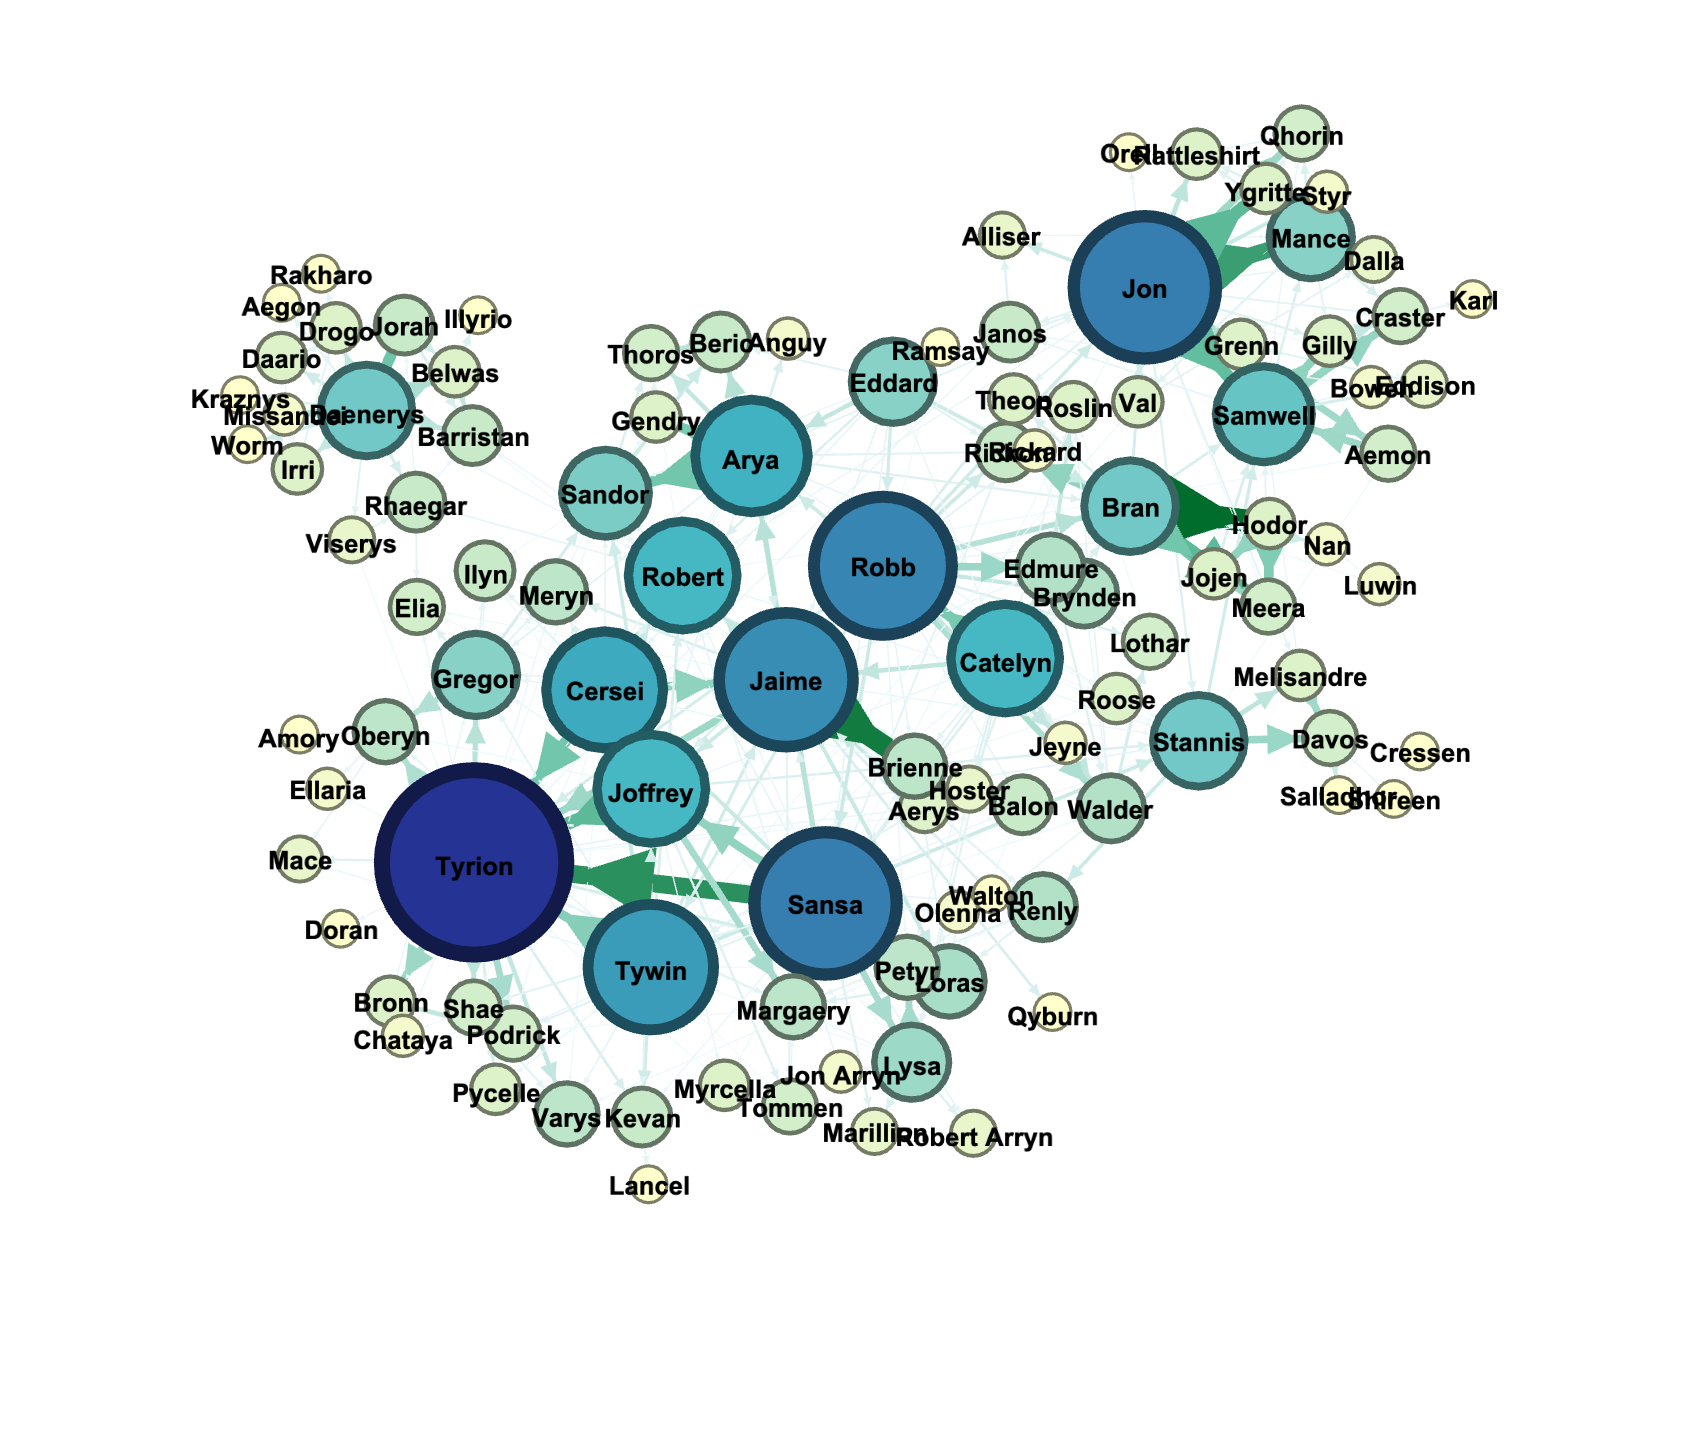 Qhorin
Orell
Rattleshirt
Ygritte
Styr
Alliser
Mance
Dalla
Jon
Rakharo
Aegon
Illyrio
Karl
Drogo
Jorah
Craster
Janos
Beric
Anguy
Grenn
Gilly
Thoros
Ramsay
Daario
Belwas
Eddard
Kraznys
Bowen
Eddison
Missandei
Daenerys
Theon
Roslin
Val
Samwell
Gendry
Worm
Barristan
Irri
Arya
Rickon
Rickard
Aemon
Sandor
Rhaegar
Bran
Hodor
Viserys
Nan
Robb
Edmure
Ilyn
Robert
Jojen
Luwin
Meryn
Brynden
Elia
Meera
Lothar
Catelyn
Gregor
Cersei
Jaime
Melisandre
Roose
Amory
Oberyn
Jeyne
Stannis
Davos
Cressen
Brienne
Ellaria
Joffrey
Hoster
Salladhor
Shireen
Aerys
Balon
Walder
Mace
Tyrion
Walton
Sansa
Olenna
Renly
Doran
Tywin
Petyr
Loras
Bronn
Shae
Margaery
Qyburn
Chataya
Podrick
Lysa
Jon Arryn
Pycelle
Myrcella
Tommen
Varys
Kevan
Marillion
Robert Arryn
Lancel